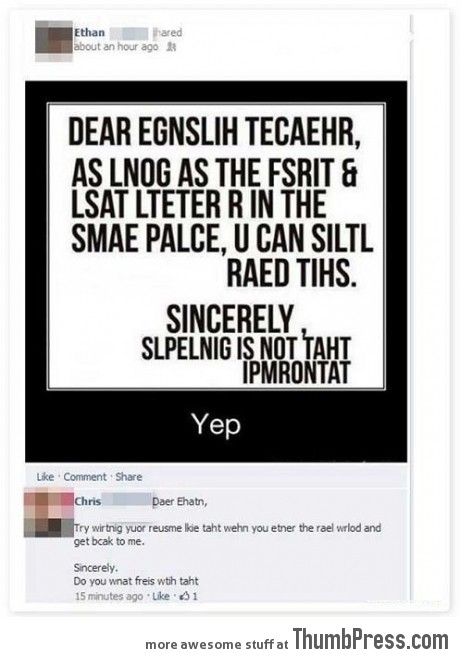 Ethan hared
about an hour ago
DEAR EGNSLIH TECAEHR,
AS LNOG AS THE FSRIT &
LSAT LTETER R IN THE
SMAE PALCE, U CAN SILTL
RAED TIHS.
SINCERELY ,
SLPELNIG IS NOT TAHT
IPMRONTAT
Yep
Like · Comment · Share
Chris Daer Ehatn,
Try wirtnig yuor reusme lkie taht wehn you etner the rael wrlod and
get bcak to me.
Sincerely.
Do you wnat freis wtih taht
15 minutes ago · Like · 1
more awesome stuff at ThumbPress.com